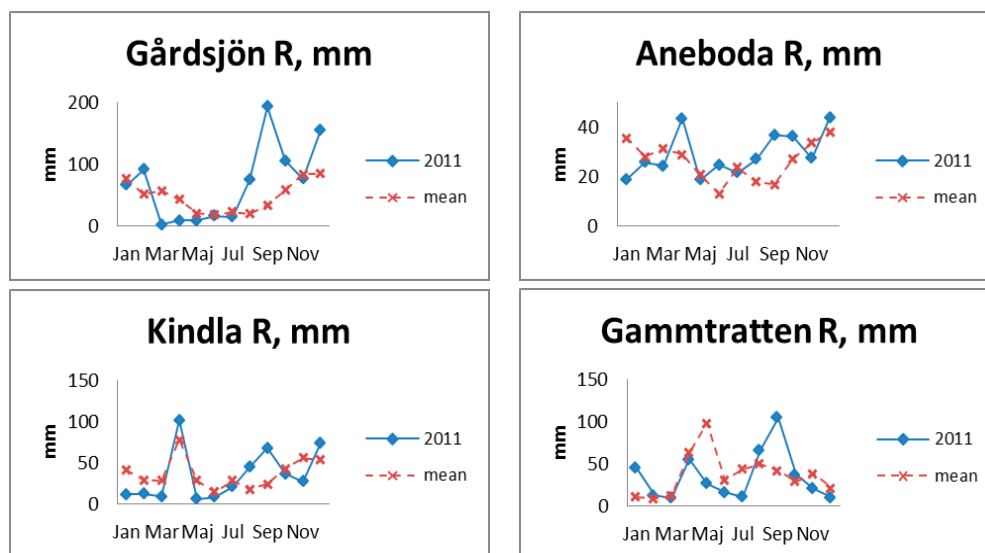 Gårdsjön R, mm
200
100
0
mm
Jan Mar Maj Jul Sep Nov
2011
mean
Aneboda R, mm
40
20
0
mm
Jan Mar Maj Jul Sep Nov
2011
mean
Kindla R, mm
150
100
50
0
mm
Jan Mar Maj Jul Sep Nov
2011
mean
Gammtratten R, mm
150
100
50
0
mm
Jan Mar Maj Jul Sep Nov
2011
mean